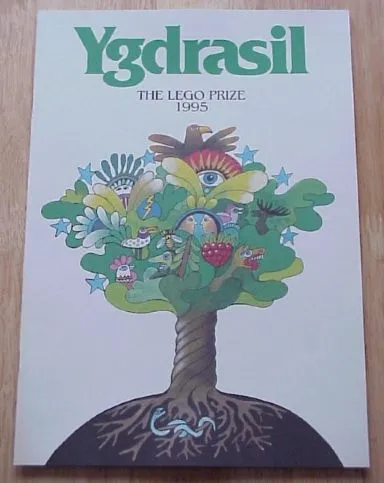 Ygdrasil
THE LEGO PRIZE
1995